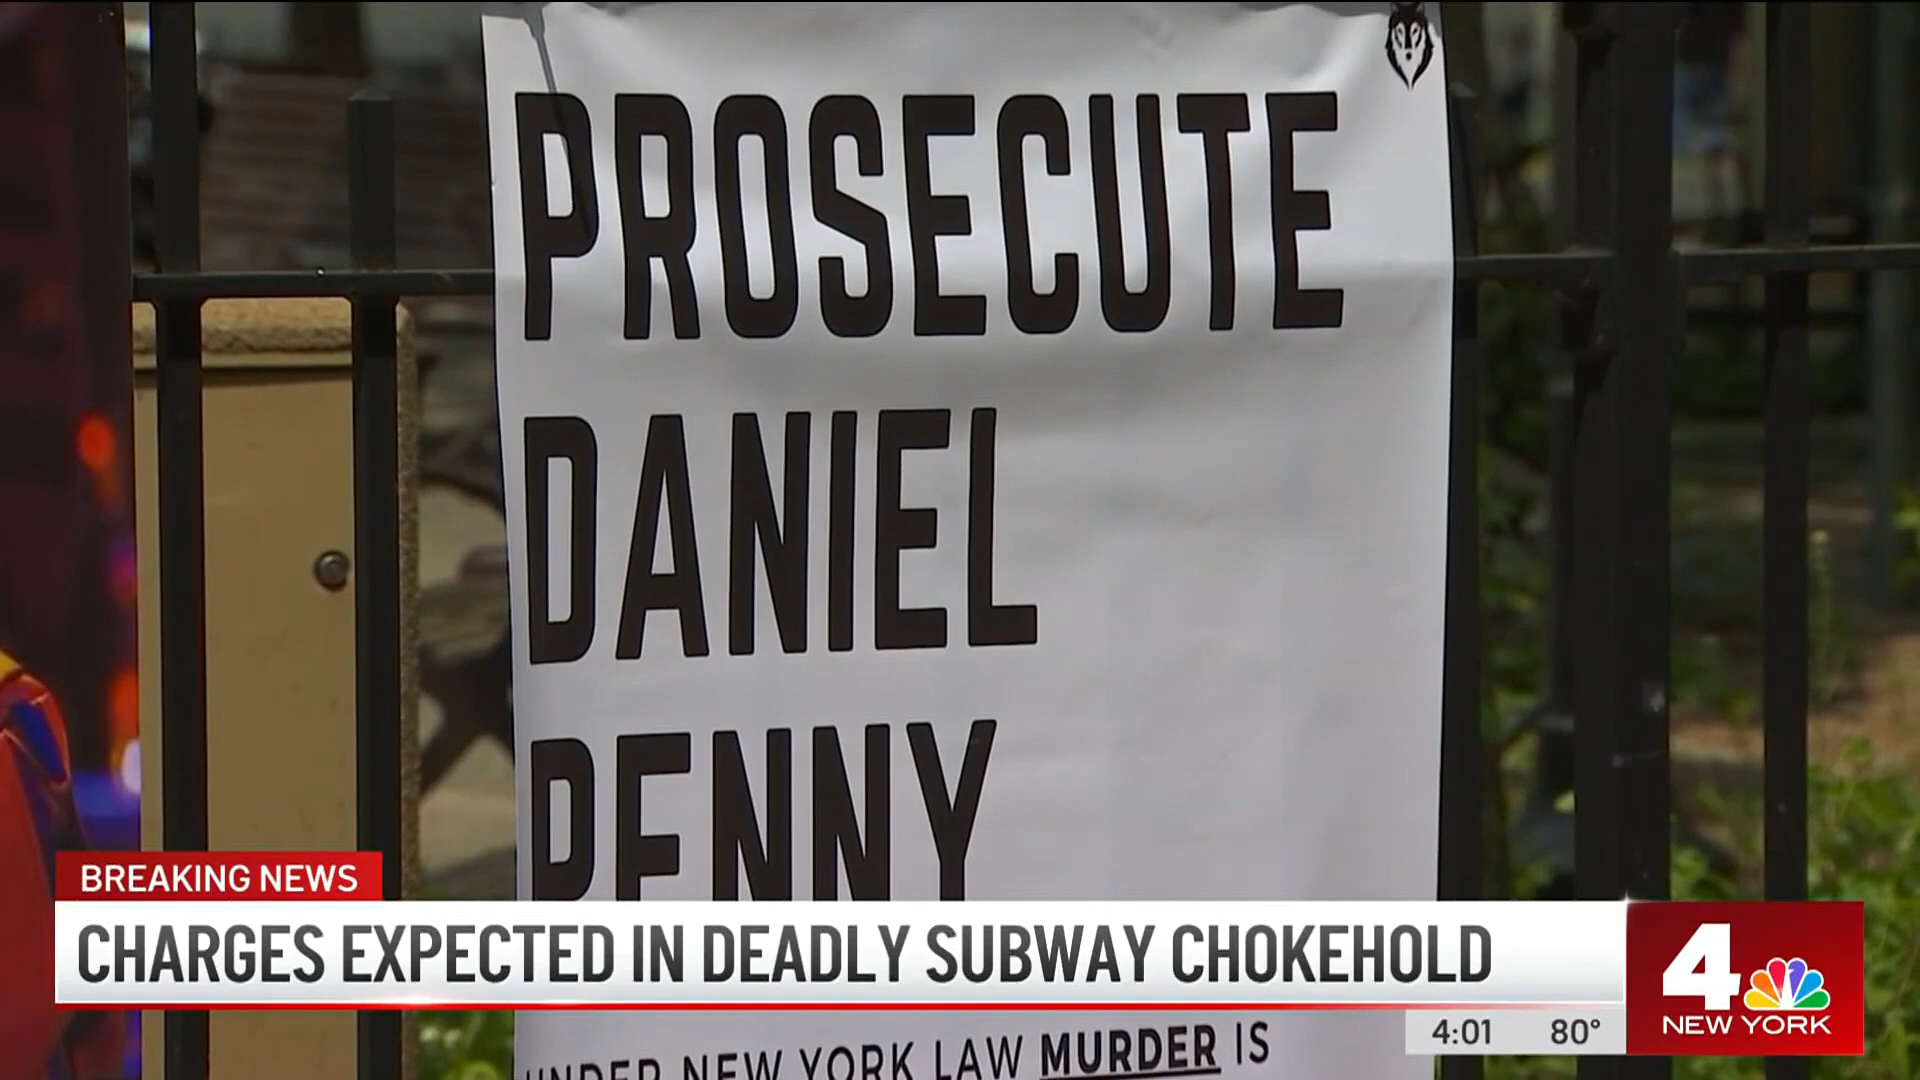 PROSECUTE
DANIEL
PENNY
BREAKING NEWS
CHARGES EXPECTED IN DEADLY SUBWAY CHOKEHOLD
4
NEW YORK
4:01 80°
UNDER NEW YORK LAW MURDER IS